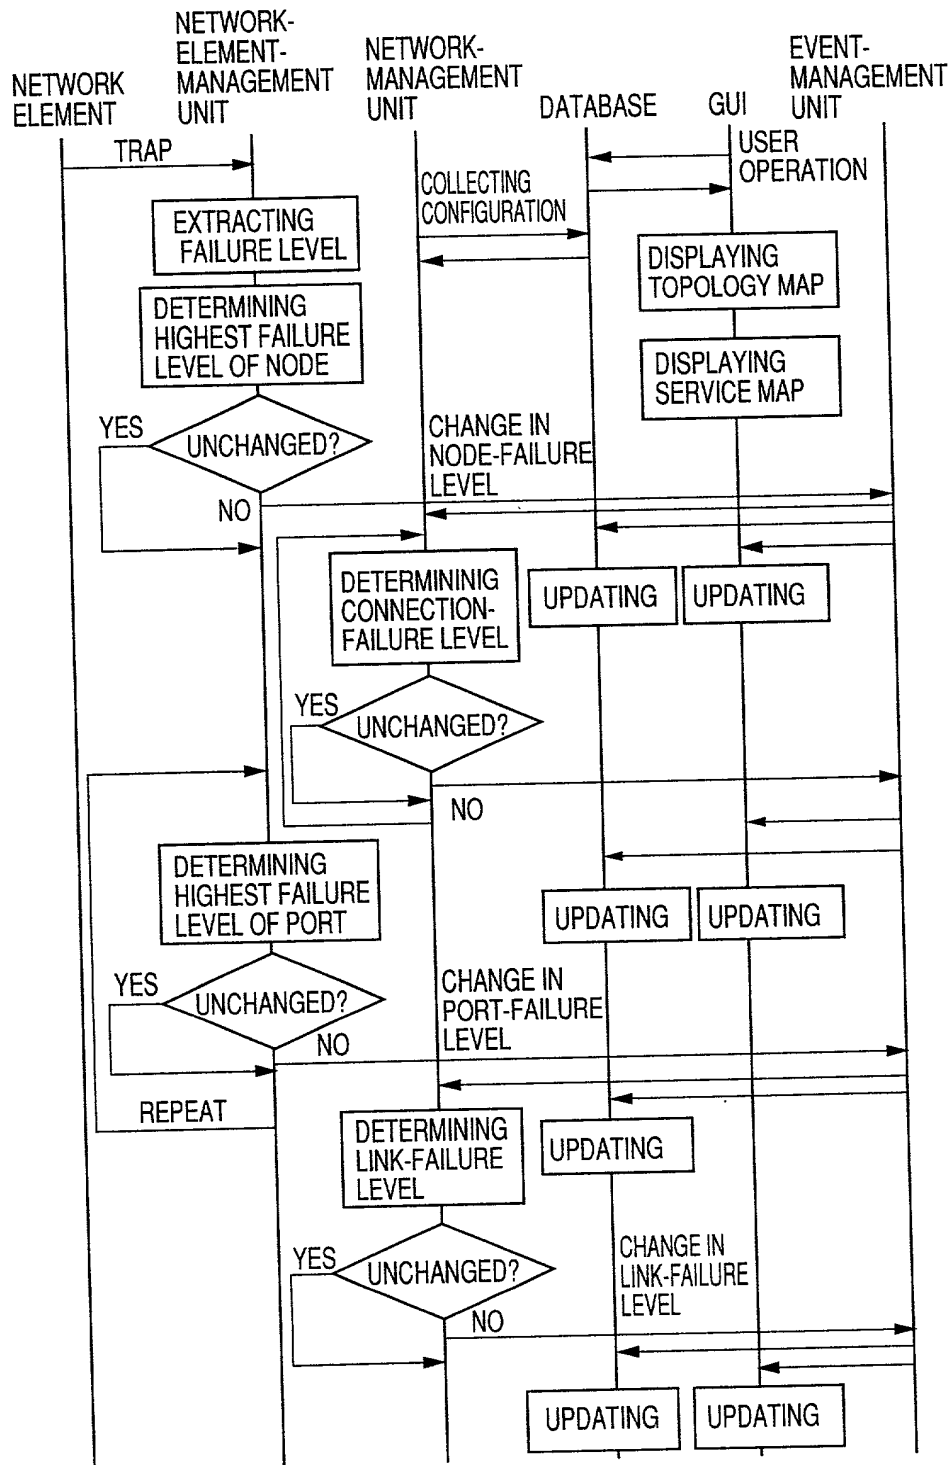 NETWORK
ELEMENT
NETWORK-
ELEMENT-
MANAGEMENT
UNIT
NETWORK-
MANAGEMENT
UNIT
DATABASE
GUI
EVENT-
MANAGEMENT
UNIT
TRAP
USER
OPERATION
COLLECTING
CONFIGURATION
EXTRACTING
FAILURE LEVEL
DISPLAYING
TOPOLOGY MAP
DETERMINING
HIGHEST FAILURE
LEVEL OF NODE
DISPLAYING
SERVICE MAP
YES
UNCHANGED?
NO
CHANGE IN
NODE-FAILURE
LEVEL
DETERMININIG
CONNECTION-
FAILURE LEVEL
UPDATING
UPDATING
YES
UNCHANGED?
NO
DETERMINING
HIGHEST FAILURE
LEVEL OF PORT
UPDATING
UPDATING
YES
UNCHANGED?
NO
CHANGE IN
PORT-FAILURE
LEVEL
REPEAT
DETERMINING
LINK-FAILURE
LEVEL
UPDATING
YES
UNCHANGED?
NO
CHANGE IN
LINK-FAILURE
LEVEL
UPDATING
UPDATING